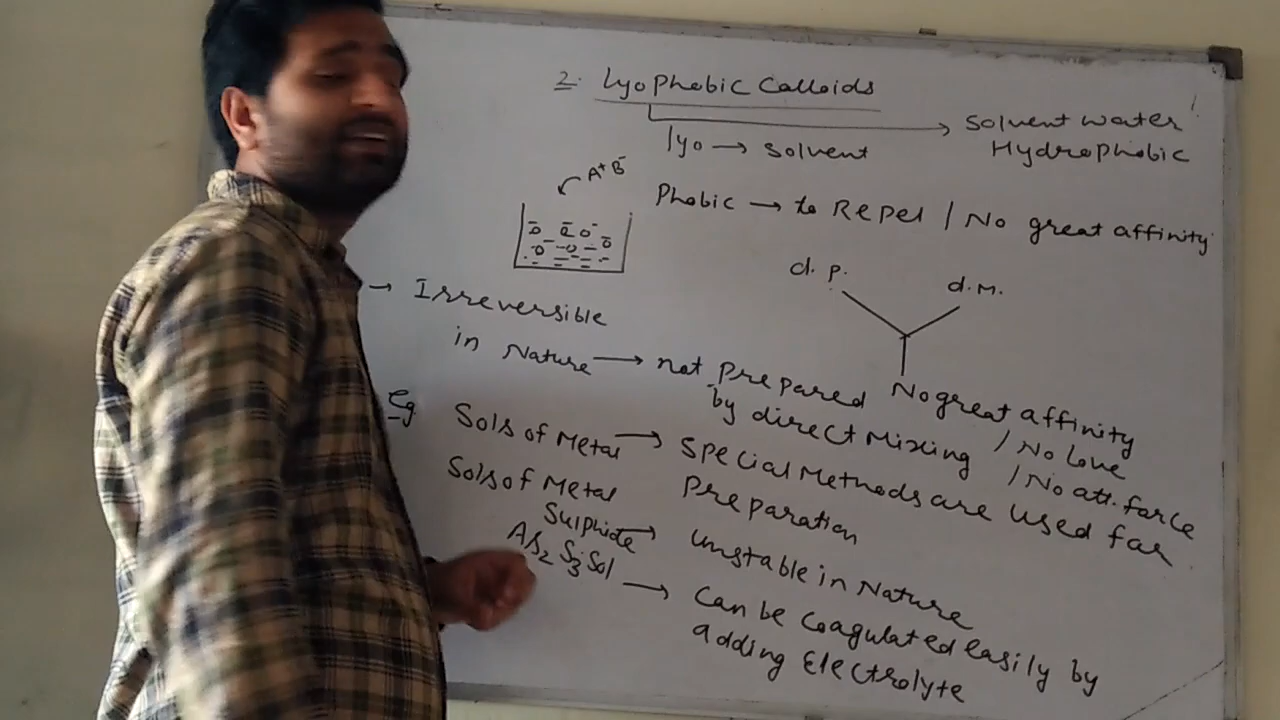 2. Lyophobic Colloids
Solvent water
Hydrophobic
lyo → solvent
A+ B-
Phobic → to Repel / No great affinity
d. p.
d. M.
→ Irreversible
in Nature → not Prepared
by direct Mixing
No great affinity
/ No Love
/ No att. force
Eg Sols of Metal → Special Methods are used for
Preparation
Sols of Metal
Sulphide → Unstable in Nature
As2S3 Sol → Can be Coagulated easily by
adding Electrolyte